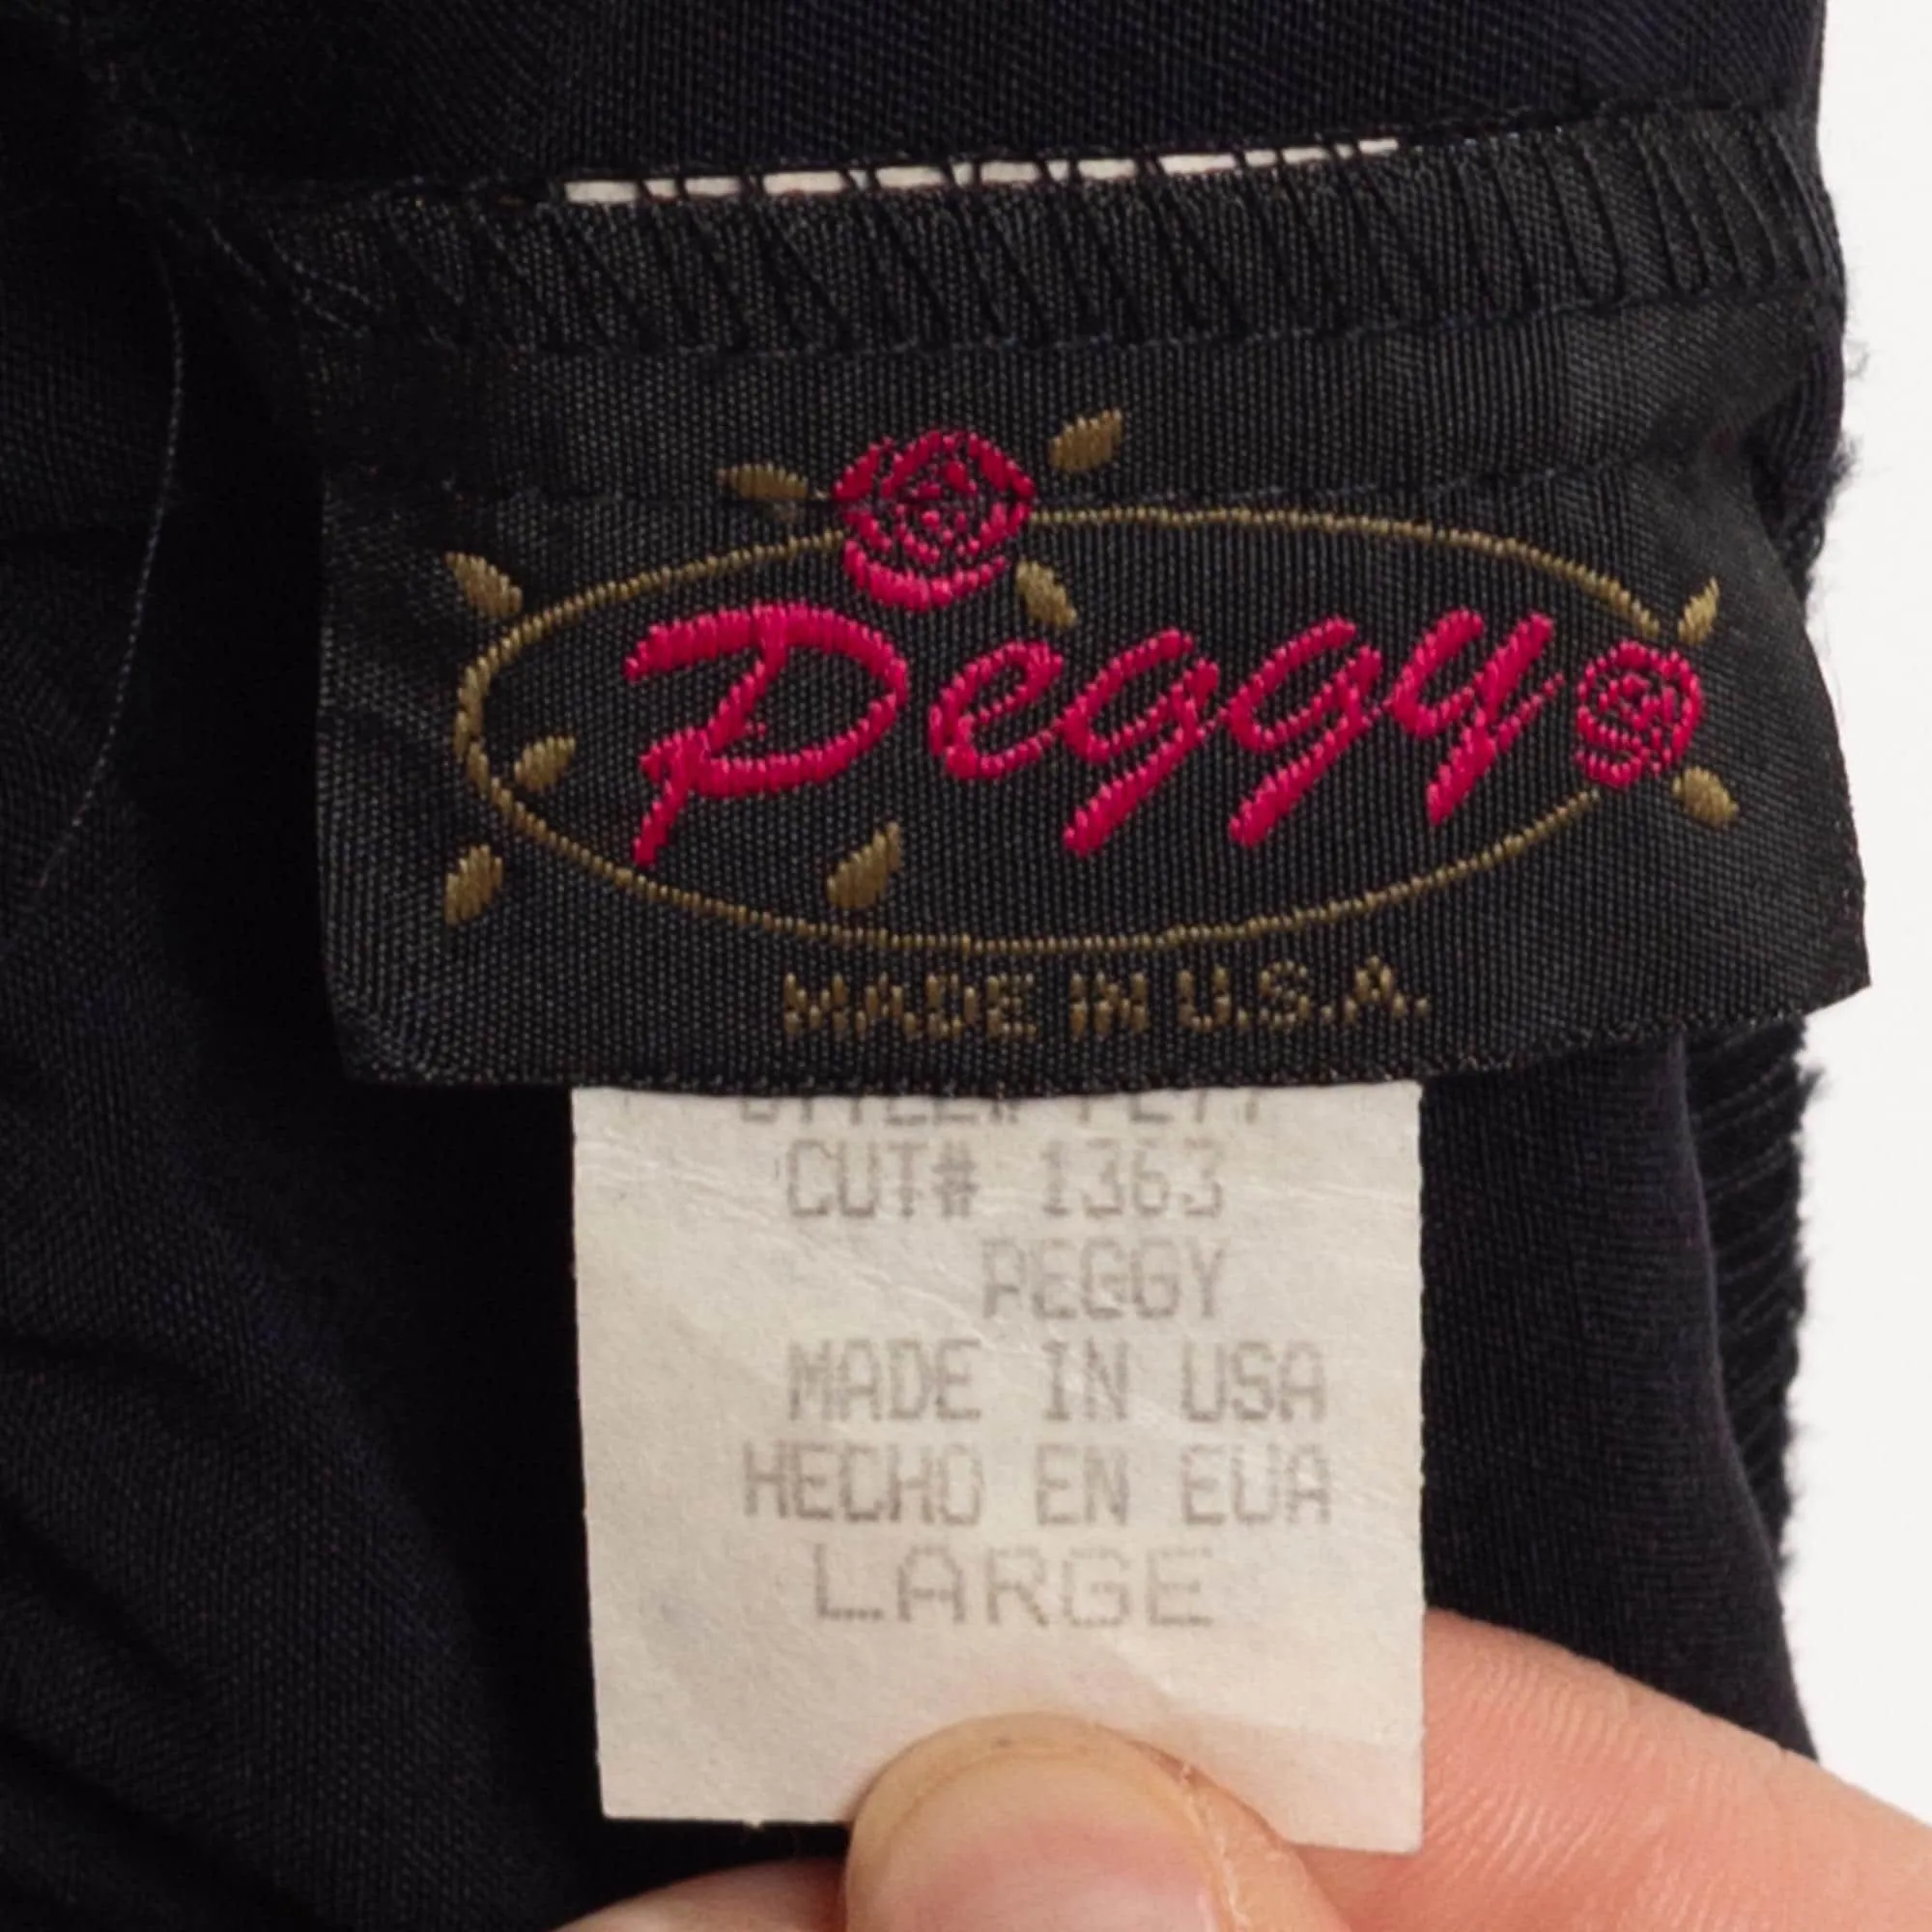 Peggy
MADE IN U.S.A.
CUT# 1363
PEGGY
MADE IN USA
HECHO EN EUA
LARGE